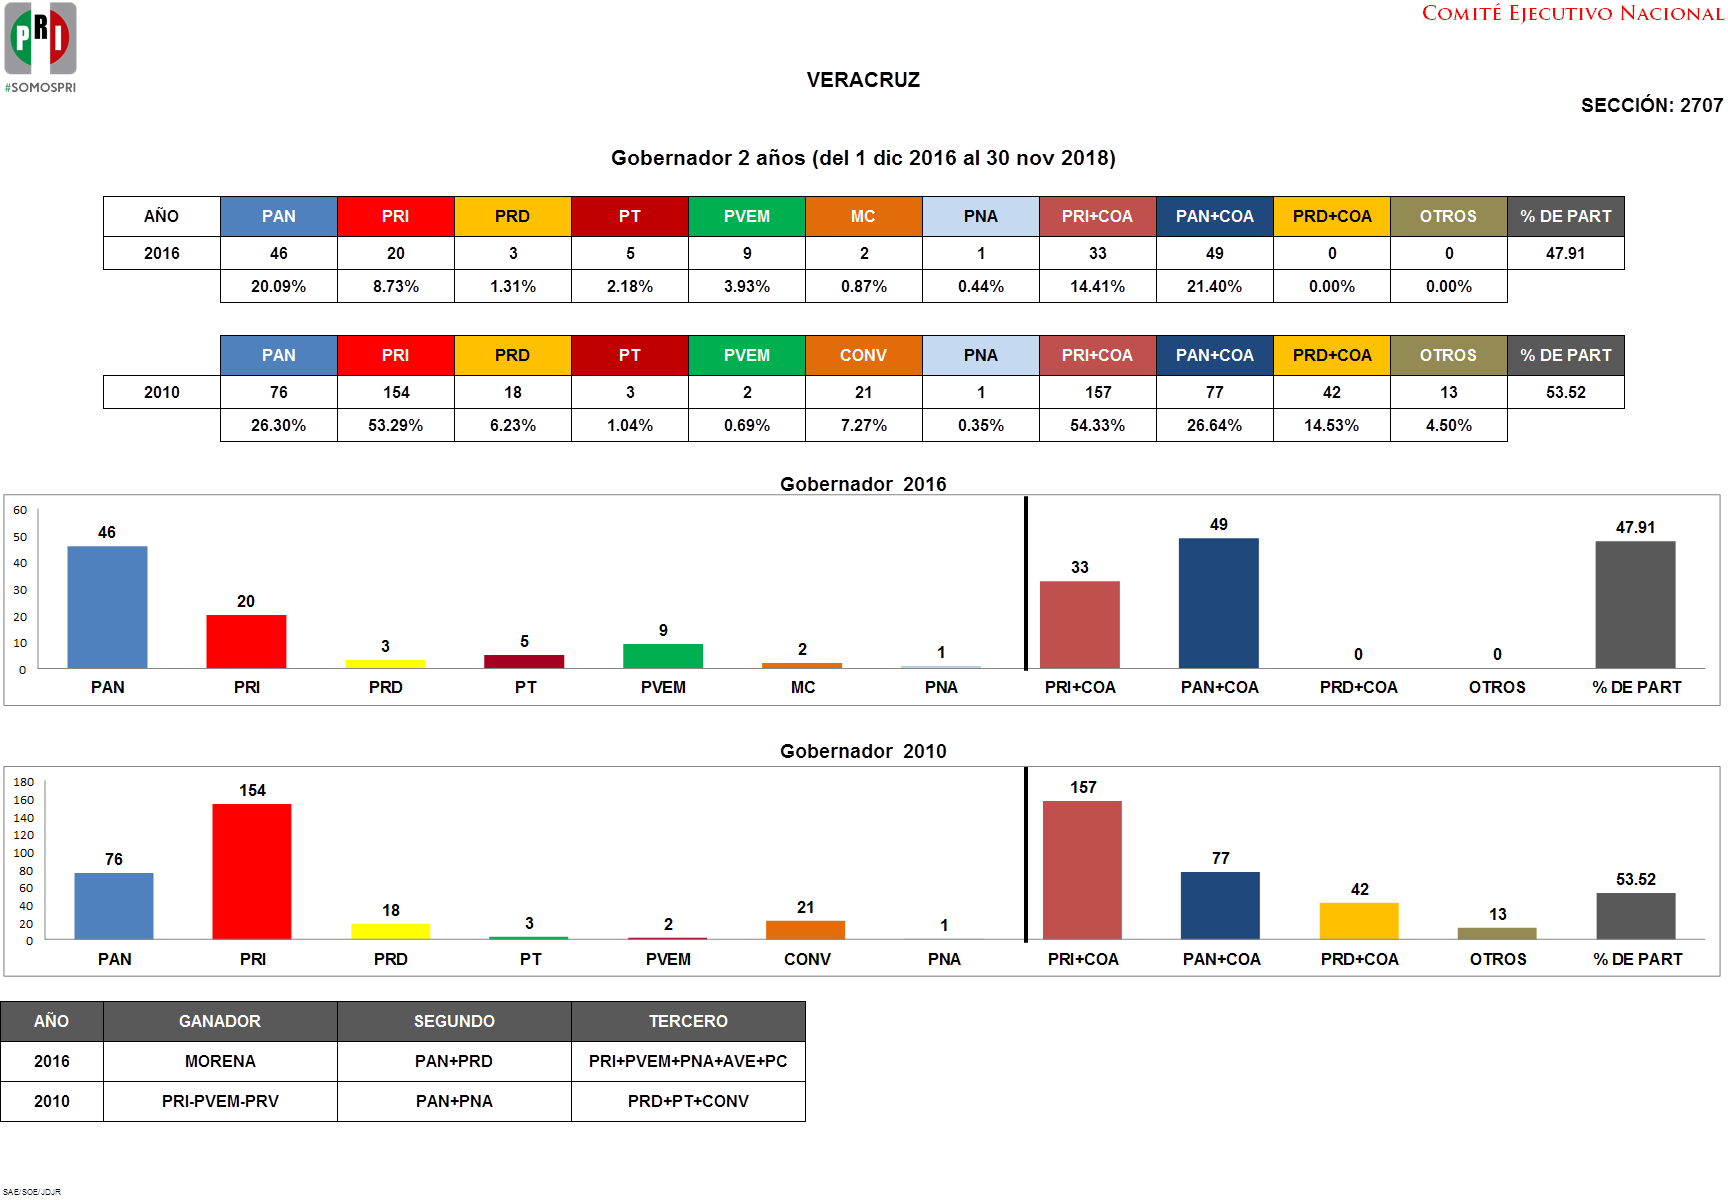 PRI
#SOMOSPRI
COMITÉ EJECUTIVO NACIONAL
VERACRUZ
SECCIÓN: 2707
Gobernador 2 años (del 1 dic 2016 al 30 nov 2018)
AÑO PAN PRI PRD PT PVEM MC PNA PRI+COA PAN+COA PRD+COA OTROS % DE PART
2016 46 20 3 5 9 2 1 33 49 0 0 47.91
20.09% 8.73% 1.31% 2.18% 3.93% 0.87% 0.44% 14.41% 21.40% 0.00% 0.00%
PAN PRI PRD PT PVEM CONV PNA PRI+COA PAN+COA PRD+COA OTROS % DE PART
2010 76 154 18 3 2 21 1 157 77 42 13 53.52
26.30% 53.29% 6.23% 1.04% 0.69% 7.27% 0.35% 54.33% 26.64% 14.53% 4.50%
Gobernador 2016
60
50
40
30
20
10
0
46 20 3 5 9 2 1 33 49 0 0 47.91
PAN PRI PRD PT PVEM MC PNA PRI+COA PAN+COA PRD+COA OTROS % DE PART
Gobernador 2010
180
160
140
120
100
80
60
40
20
0
76 154 18 3 2 21 1 157 77 42 13 53.52
PAN PRI PRD PT PVEM CONV PNA PRI+COA PAN+COA PRD+COA OTROS % DE PART
AÑO GANADOR SEGUNDO TERCERO
2016 MORENA PAN+PRD PRI+PVEM+PNA+AVE+PC
2010 PRI-PVEM-PRV PAN+PNA PRD+PT+CONV
SAE/SOE/JDJR